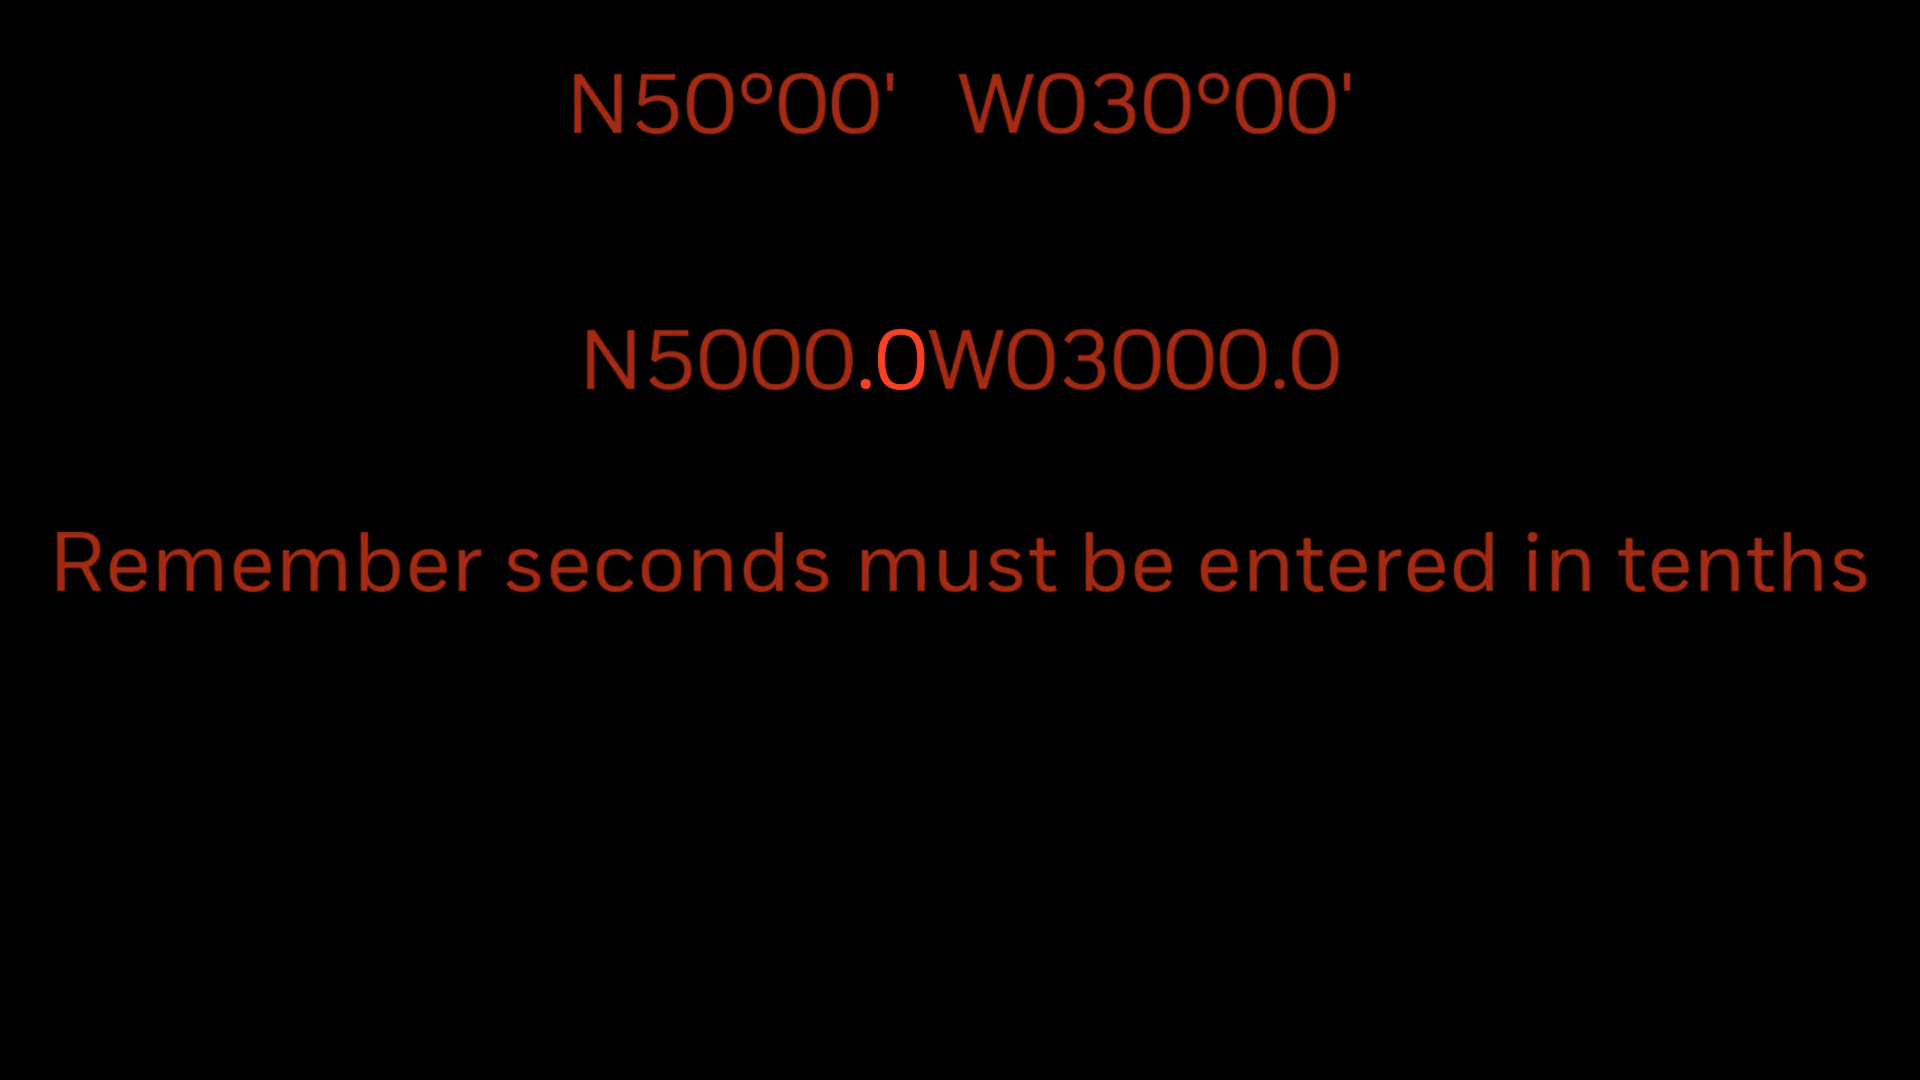 N50°00' W030°00'
N5000.0W03000.0
Remember seconds must be entered in tenths